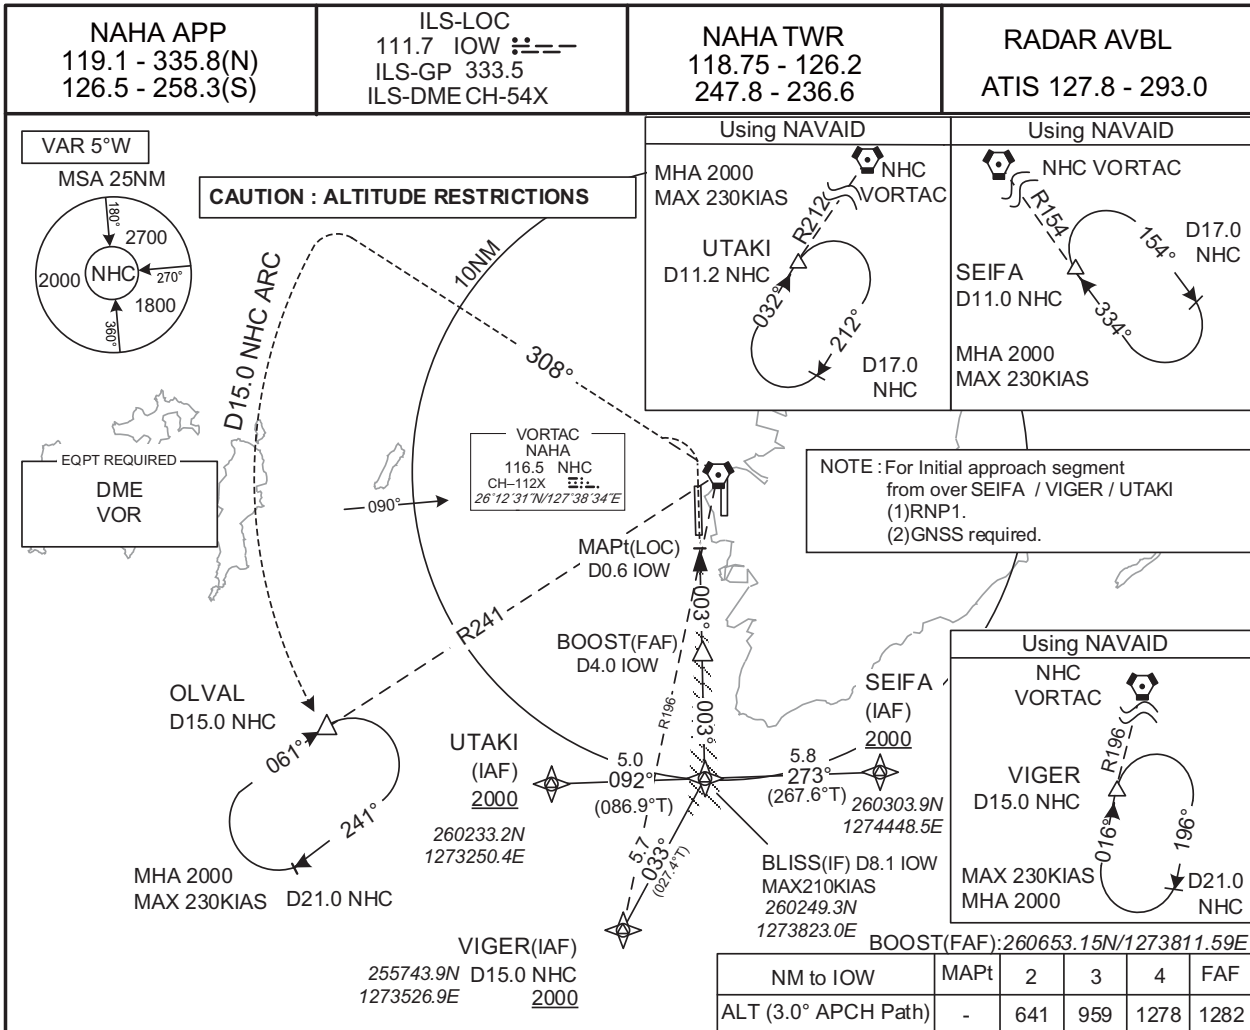 NAHA APP
119.1 - 335.8(N)
126.5 - 258.3(S)
ILS-LOC
111.7 IOW
ILS-GP 333.5
ILS-DME CH-54X
NAHA TWR
118.75 - 126.2
247.8 - 236.6
RADAR AVBL
ATIS 127.8 - 293.0
VAR 5°W
MSA 25NM
180°
2700
2000
NHC
270°
1800
360°
CAUTION : ALTITUDE RESTRICTIONS
10NM
D15.0 NHC ARC
308°
Using NAVAID
MHA 2000
MAX 230KIAS
NHC
VORTAC
R212
UTAKI
D11.2 NHC
032°
212°
D17.0
NHC
Using NAVAID
NHC VORTAC
R154
154°
D17.0
NHC
SEIFA
D11.0 NHC
334°
MHA 2000
MAX 230KIAS
EQPT REQUIRED
DME
VOR
090°
VORTAC
NAHA
116.5 NHC
CH–112X
26°12'31"N/127°38'34"E
NOTE : For Initial approach segment
from over SEIFA / VIGER / UTAKI
(1)RNP1.
(2)GNSS required.
MAPt(LOC)
D0.6 IOW
003°
R241
BOOST(FAF)
D4.0 IOW
R196
003°
OLVAL
D15.0 NHC
061°
241°
MHA 2000
MAX 230KIAS
D21.0 NHC
UTAKI
(IAF)
2000
260233.2N
1273250.4E
5.0
092°
(086.9°T)
5.8
273°
(267.6°T)
SEIFA
(IAF)
2000
260303.9N
1274448.5E
5.7
033°
(027.4°T)
BLISS(IF) D8.1 IOW
MAX210KIAS
260249.3N
1273823.0E
VIGER(IAF)
D15.0 NHC
2000
255743.9N
1273526.9E
Using NAVAID
NHC
VORTAC
R196
VIGER
D15.0 NHC
016°
196°
MAX 230KIAS
MHA 2000
D21.0
NHC
BOOST(FAF):260653.15N/1273811.59E
NM to IOW MAPt 2 3 4 FAF
ALT (3.0° APCH Path) - 641 959 1278 1282